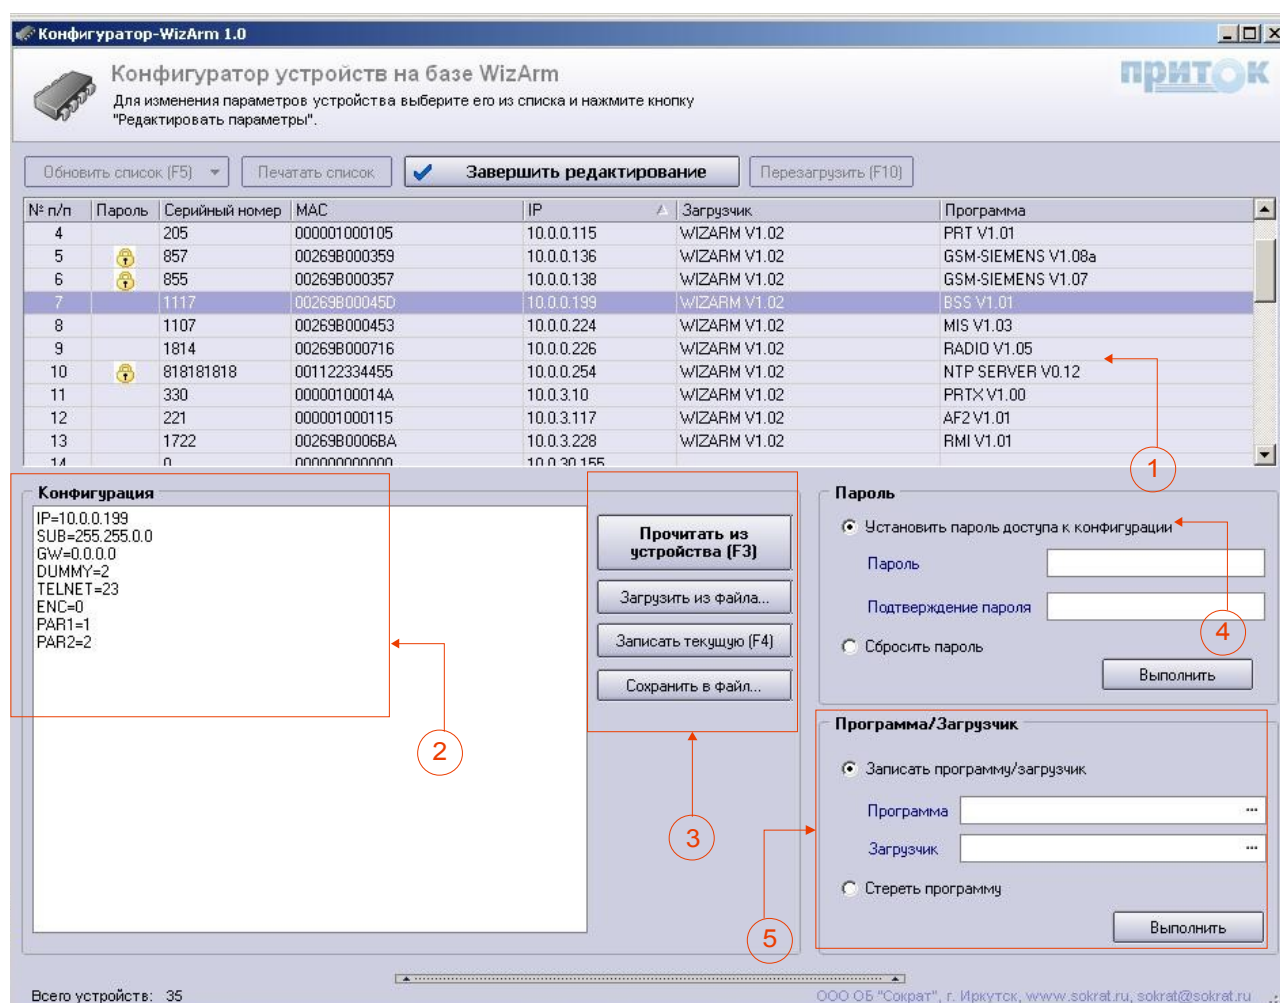 Конфигуратор-WizArm 1.0
Конфигуратор устройств на базе WizArm
Для изменения параметров устройства выберите его из списка и нажмите кнопку
"Редактировать параметры".
ПРИТОК
Обновить список (F5) Печатать список Завершить редактирование Перезагрузить (F10)
№ п/п Пароль Серийный номер MAC IP Загрузчик Программа
4 205 000001000105 10.0.0.115 WIZARM V1.02 PRT V1.01
5 857 00269B000359 10.0.0.136 WIZARM V1.02 GSM-SIEMENS V1.08a
6 855 00269B000357 10.0.0.138 WIZARM V1.02 GSM-SIEMENS V1.07
7 1117 00269B00045D 10.0.0.199 WIZARM V1.02 BSS V1.01
8 1107 00269B000453 10.0.0.224 WIZARM V1.02 MIS V1.03
9 1814 00269B000716 10.0.0.226 WIZARM V1.02 RADIO V1.05
10 818181818 001122334455 10.0.0.254 WIZARM V1.02 NTP SERVER V0.12
11 330 00000100014A 10.0.3.10 WIZARM V1.02 PRTX V1.00
12 221 000001000115 10.0.3.117 WIZARM V1.02 AF2 V1.01
13 1722 00269B0006BA 10.0.3.228 WIZARM V1.02 RMI V1.01
14 0 000000000000 10.0.30.155
1
Конфигурация
IP=10.0.0.199
SUB=255.255.0.0
GW=0.0.0.0
DUMMY=2
TELNET=23
ENC=0
PAR1=1
PAR2=2
2
Прочитать из
устройства (F3)
Загрузить из файла...
Записать текущую (F4)
Сохранить в файл...
3
Пароль
Установить пароль доступа к конфигурации
Пароль
Подтверждение пароля
4
Сбросить пароль
Выполнить
Программа/Загрузчик
Записать программу/загрузчик
Программа ...
Загрузчик ...
Стереть программу
5
Выполнить
Всего устройств: 35
ООО ОБ "Сократ", г. Иркутск, www.sokrat.ru, sokrat@sokrat.ru